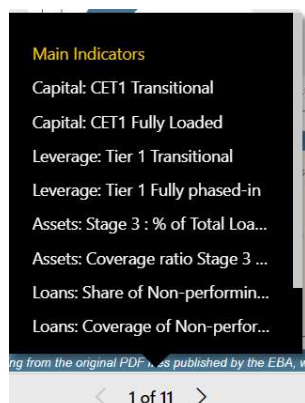 Main Indicators
Capital: CET1 Transitional
Capital: CET1 Fully Loaded
Leverage: Tier 1 Transitional
Leverage: Tier 1 Fully phased-in
Assets: Stage 3 : % of Total Loa...
Assets: Coverage ratio Stage 3 ...
Loans: Share of Non-performin...
Loans: Coverage of Non-perfor...
ng from the original PDF files published by the EBA, w
1 of 11